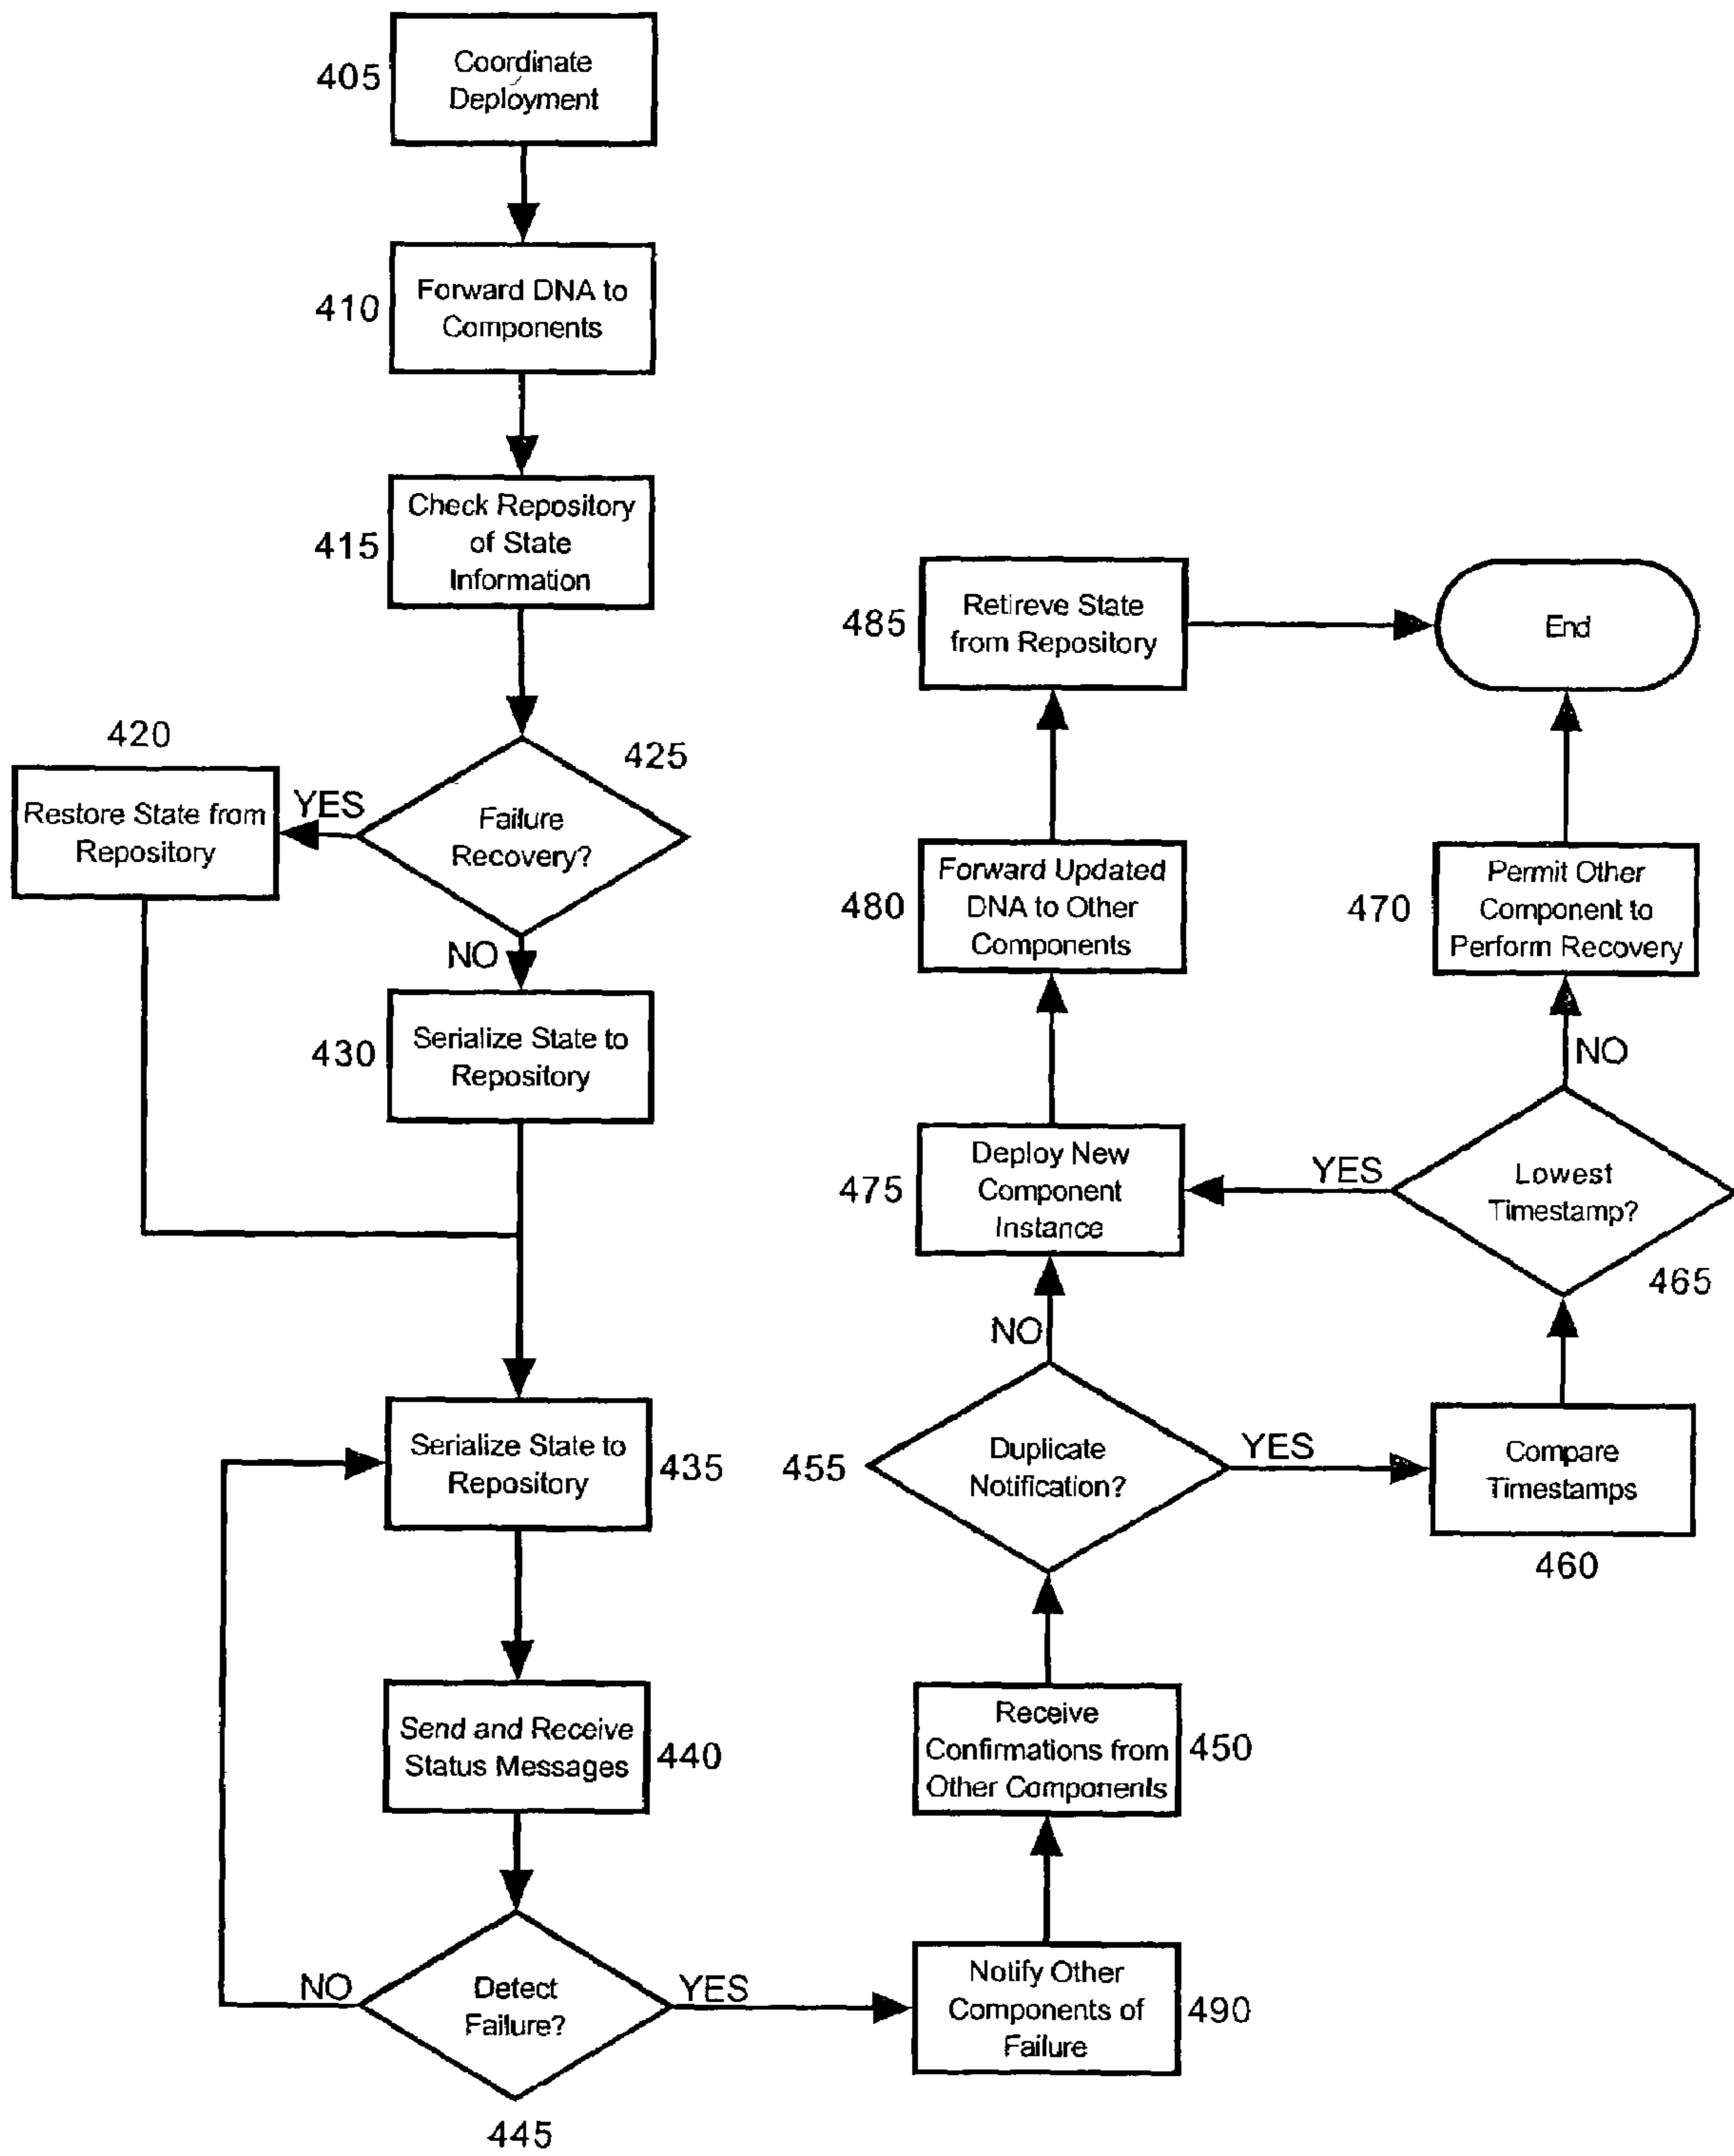 405
Coordinate
Deployment
410
Forward DNA to
Components
415
Check Repository
of State
Information
420
425
Restore State from
Repository
YES
Failure
Recovery?
NO
430
Serialize State to
Repository
Serialize State to
Repository
435
Send and Receive
Status Messages
440
NO
Detect
Failure?
YES
445
Notify Other
Components of
Failure
490
Receive
Confirmations from
Other Components
450
455
Duplicate
Notification?
YES
NO
Compare
Timestamps
460
Lowest
Timestamp?
465
YES
NO
470
Permit Other
Component to
Perform Recovery
475
Deploy New
Component
Instance
480
Forward Updated
DNA to Other
Components
485
Retireve State
from Repository
End